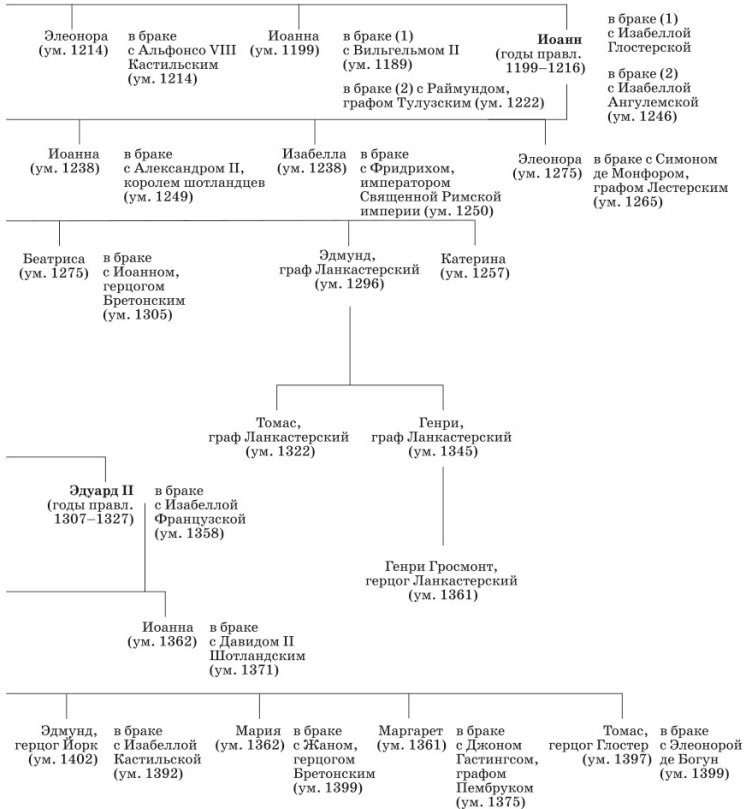 Элеонора
(ум. 1214)
в браке
с Альфонсо VIII
Кастильским
(ум. 1214)
Иоанна
(ум. 1199)
в браке (1)
с Вильгельмом II
(ум. 1189)
в браке (2) с Раймундом,
графом Тулузским (ум. 1222)
Иоанн
(годы правл.
1199–1216)
в браке (1)
с Изабеллой
Глостерской
в браке (2)
с Изабеллой
Ангулемской
(ум. 1246)
Иоанна
(ум. 1238)
в браке
с Александром II,
королем шотландцев
(ум. 1249)
Изабелла
(ум. 1238)
в браке
с Фридрихом,
императором
Священной Римской
империи (ум. 1250)
Элеонора
(ум. 1275)
в браке с Симоном
де Монфором,
графом Лестерским
(ум. 1265)
Беатриса
(ум. 1275)
в браке
с Иоанном,
герцогом
Бретонским
(ум. 1305)
Эдмунд,
граф Ланкастерский
(ум. 1296)
Катерина
(ум. 1257)
Томас,
граф Ланкастерский
(ум. 1322)
Генри,
граф Ланкастерский
(ум. 1345)
Эдуард II
(годы правл.
1307–1327)
в браке
с Изабеллой
Французской
(ум. 1358)
Генри Гросмонт,
герцог Ланкастерский
(ум. 1361)
Иоанна
(ум. 1362)
в браке
с Давидом II
Шотландским
(ум. 1371)
Эдмунд,
герцог Йорк
(ум. 1402)
в браке
с Изабеллой
Кастильской
(ум. 1392)
Мария
(ум. 1362)
в браке
с Жаном,
герцогом
Бретонским
(ум. 1399)
Маргарет
(ум. 1361)
в браке
с Джоном
Гастингсом,
графом
Пембруком
(ум. 1375)
Томас,
герцог Глостер
(ум. 1397)
в браке
с Элеонорой
де Богун
(ум. 1399)